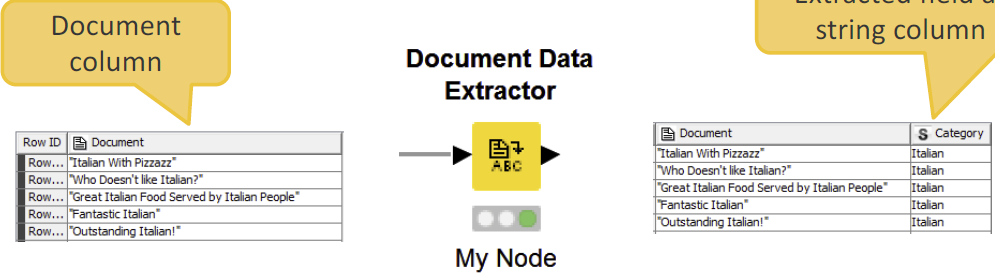 Document
column
string column
Document Data
Extractor
Row ID Document
Row... "Italian With Pizzazz"
Row... "Who Doesn't like Italian?"
Row... "Great Italian Food Served by Italian People"
Row... "Fantastic Italian"
Row... "Outstanding Italian!"
ABC
My Node
Document S Category
"Italian With Pizzazz" Italian
"Who Doesn't like Italian?" Italian
"Great Italian Food Served by Italian People" Italian
"Fantastic Italian" Italian
"Outstanding Italian!" Italian